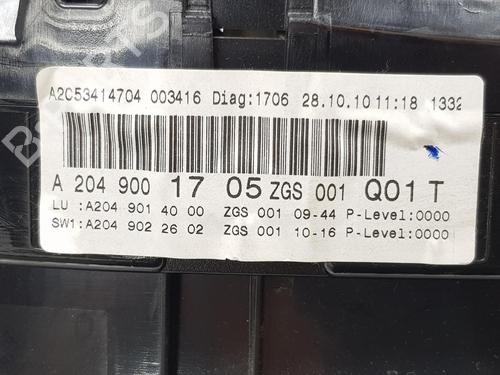 A2C53414704 003416 Diag:1706 28.10.10 11:18 1332
A 204 900 17 05 ZGS 001 Q01 T
LU :A204 901 40 00 ZGS 001 09-44 P-Level:0000
SW1:A204 902 26 02 ZGS 001 10-16 P-Level:0000